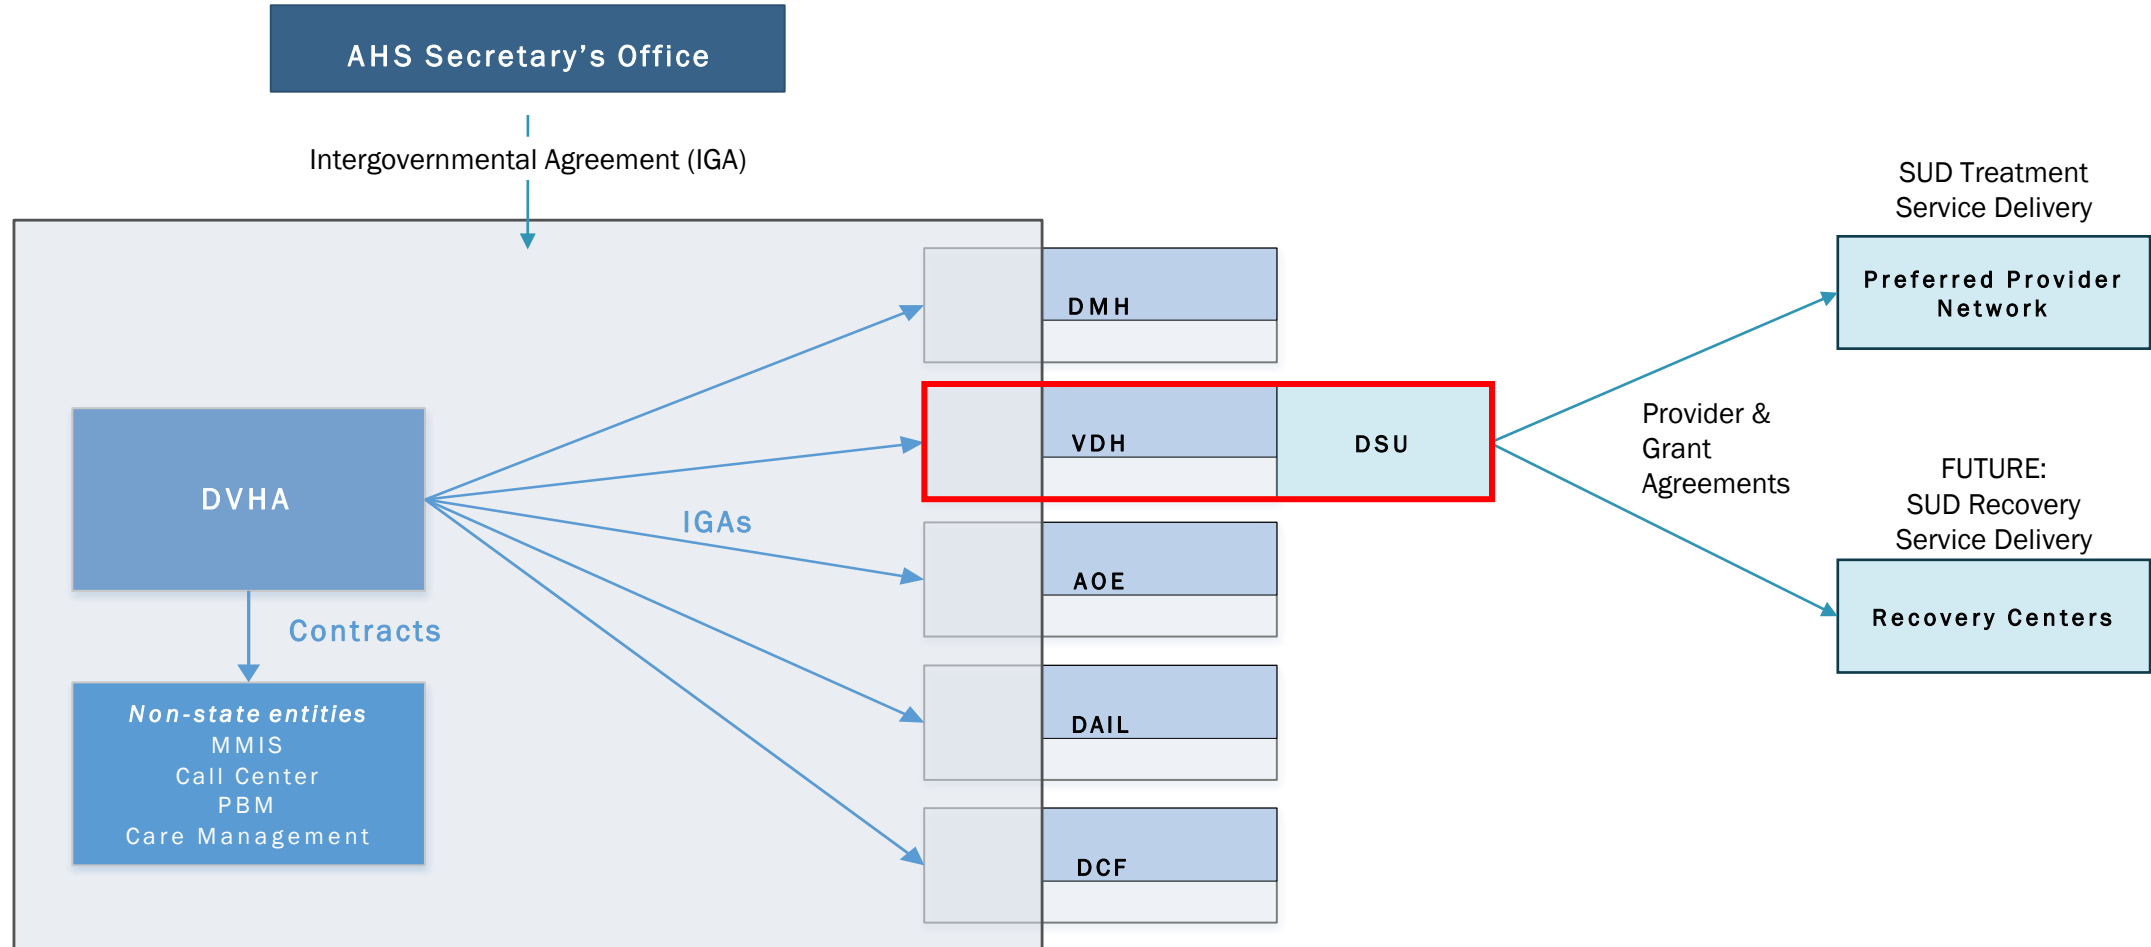 AHS Secretary's Office
Intergovernmental Agreement (IGA)
DVHA
Contracts
Non-state entities
MMIS
Call Center
PBM
Care Management
IGAs
DMH
VDH
DSU
AOE
DAIL
DCF
Provider &
Grant
Agreements
SUD Treatment
Service Delivery
Preferred Provider
Network
FUTURE:
SUD Recovery
Service Delivery
Recovery Centers